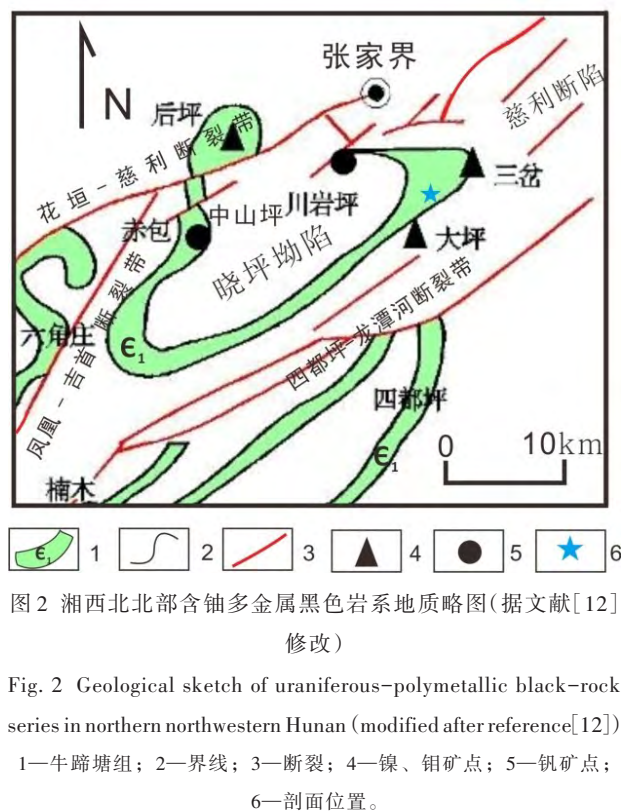 张家界
N
后坪
慈利断陷
花垣-慈利断裂带
三岔
川岩坪
中山坪
赤包
大坪
晓坪坳陷
六角庄
凤凰-吉首 断裂带
Є1
四都坪-龙潭河断裂带
四都坪
Є1
0 10km
楠木
Є1 1 2 3 4 5 6
图 2 湘西北北部含铀多金属黑色岩系地质略图(据文献[12]
修改)
Fig. 2 Geological sketch of uraniferous-polymetallic black-rock
series in northern northwestern Hunan (modified after reference[12])
1—牛蹄塘组；2—界线；3—断裂；4—镍、钼矿点；5—钒矿点；
6—剖面位置。